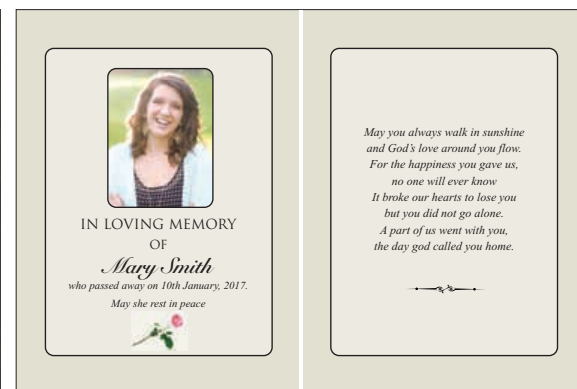 IN LOVING MEMORY
OF
Mary Smith
who passed away on 10th January, 2017.
May she rest in peace
May you always walk in sunshine
and God's love around you flow.
For the happiness you gave us,
no one will ever know
It broke our hearts to lose you
but you did not go alone.
A part of us went with you,
the day god called you home.